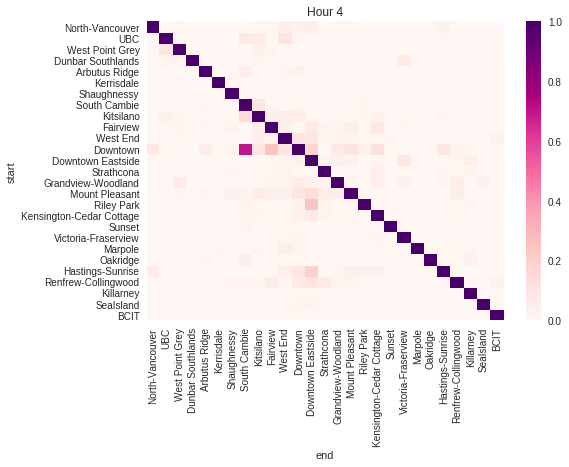 Hour 4
North-Vancouver
UBC
West Point Grey
Dunbar Southlands
Arbutus Ridge
Kerrisdale
Shaughnessy
South Cambie
Kitsilano
Fairview
West End
Downtown
Downtown Eastside
Strathcona
Grandview-Woodland
Mount Pleasant
Riley Park
Kensington-Cedar Cottage
Sunset
Victoria-Fraserview
Marpole
Oakridge
Hastings-Sunrise
Renfrew-Collingwood
Killarney
SeaIsland
BCIT
start
1.0
0.8
0.6
0.4
0.2
0.0
North-Vancouver
UBC
West Point Grey
Dunbar Southlands
Arbutus Ridge
Kerrisdale
Shaughnessy
South Cambie
Kitsilano
Fairview
West End
Downtown
Downtown Eastside
Strathcona
Grandview-Woodland
Mount Pleasant
Riley Park
Kensington-Cedar Cottage
Sunset
Victoria-Fraserview
Marpole
Oakridge
Hastings-Sunrise
Renfrew-Collingwood
Killarney
SeaIsland
BCIT
end